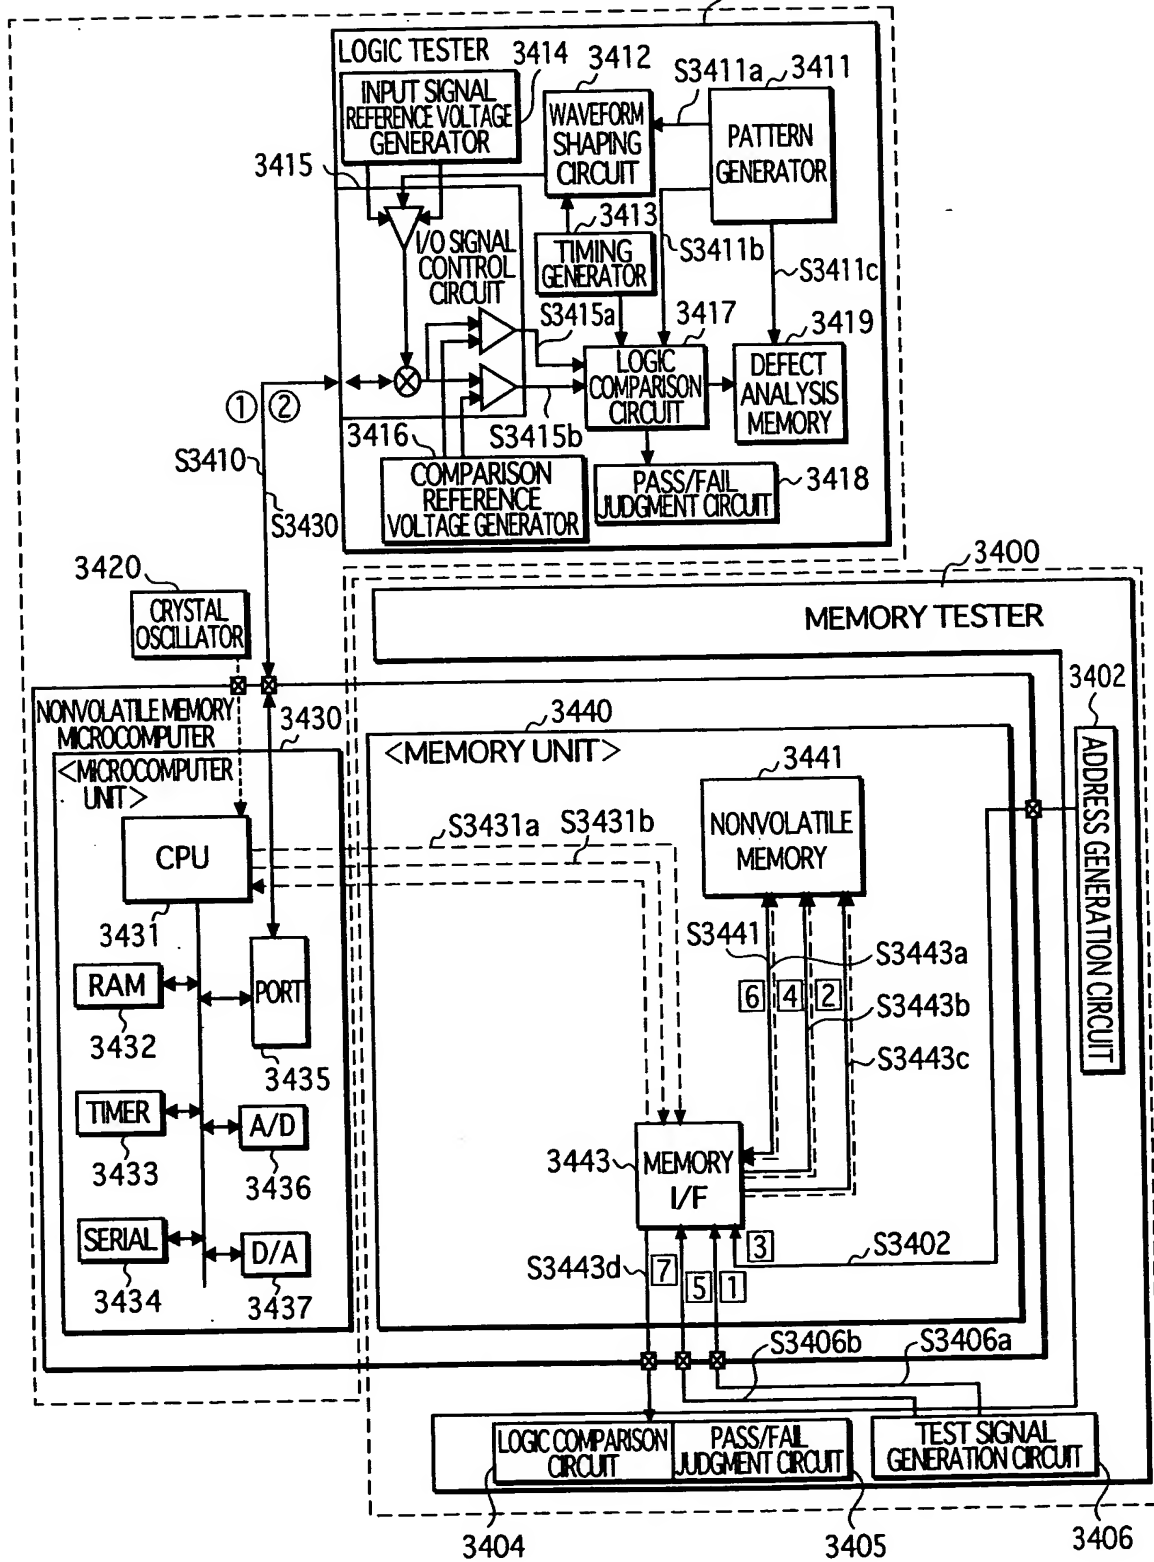 LOGIC TESTER
3414
3412
S3411a
3411
INPUT SIGNAL
REFERENCE VOLTAGE
GENERATOR
WAVEFORM
SHAPING
CIRCUIT
PATTERN
GENERATOR
3415
3413
I/O SIGNAL
CONTROL
CIRCUIT
TIMING
GENERATOR
S3411b
S3411c
S3415a
3417
3419
LOGIC
COMPARISON
CIRCUIT
DEFECT
ANALYSIS
MEMORY
① ②
3416
S3415b
S3410
COMPARISON
REFERENCE
VOLTAGE GENERATOR
PASS/FAIL
JUDGMENT CIRCUIT
3418
S3430
3420
3400
CRYSTAL
OSCILLATOR
MEMORY TESTER
3402
NONVOLATILE MEMORY
MICROCOMPUTER
3430
3440
<MICROCOMPUTER
UNIT>
<MEMORY UNIT>
3441
ADDRESS GENERATION CIRCUIT
S3431a
S3431b
NONVOLATILE
MEMORY
CPU
3431
S3441
S3443a
RAM
PORT
6 4 2
3432
S3443b
3435
S3443c
TIMER
A/D
3443
MEMORY
I/F
3433
3436
SERIAL
D/A
3
S3402
S3443d
7
5
1
3434
3437
S3406b
S3406a
LOGIC COMPARISON
CIRCUIT
PASS/FAIL
JUDGMENT CIRCUIT
TEST SIGNAL
GENERATION CIRCUIT
3404
3405
3406